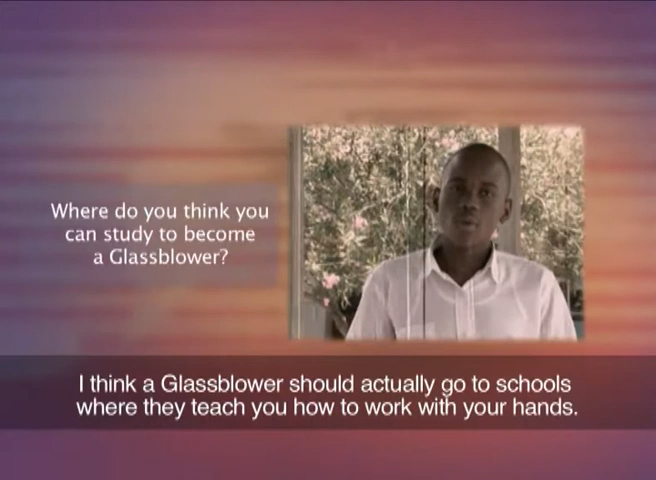 Where do you think you
can study to become
a Glassblower?
I think a Glassblower should actually go to schools
where they teach you how to work with your hands.